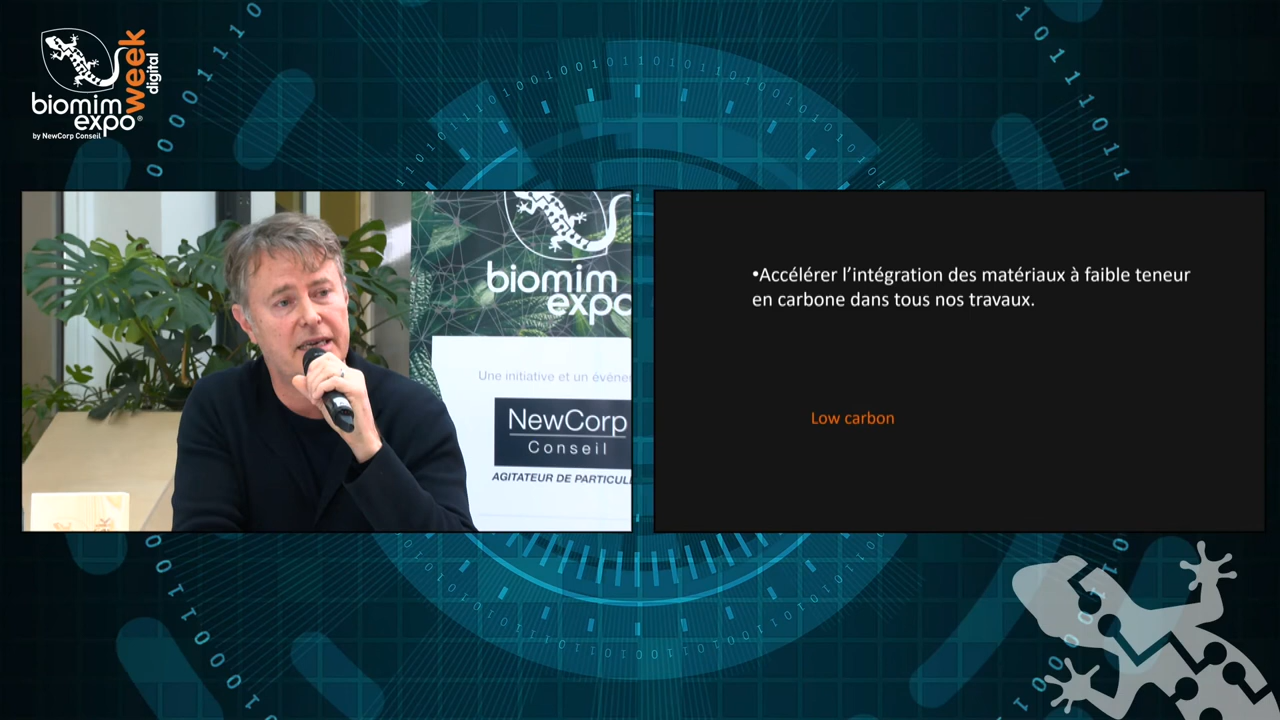 biomim
expo®
week
digital
by NewCorp Conseil
biomim
expo
Une initiative et un événe
NewCorp
Conseil
AGITATEUR DE PARTICUL
•Accélérer l’intégration des matériaux à faible teneur
en carbone dans tous nos travaux.
Low carbon